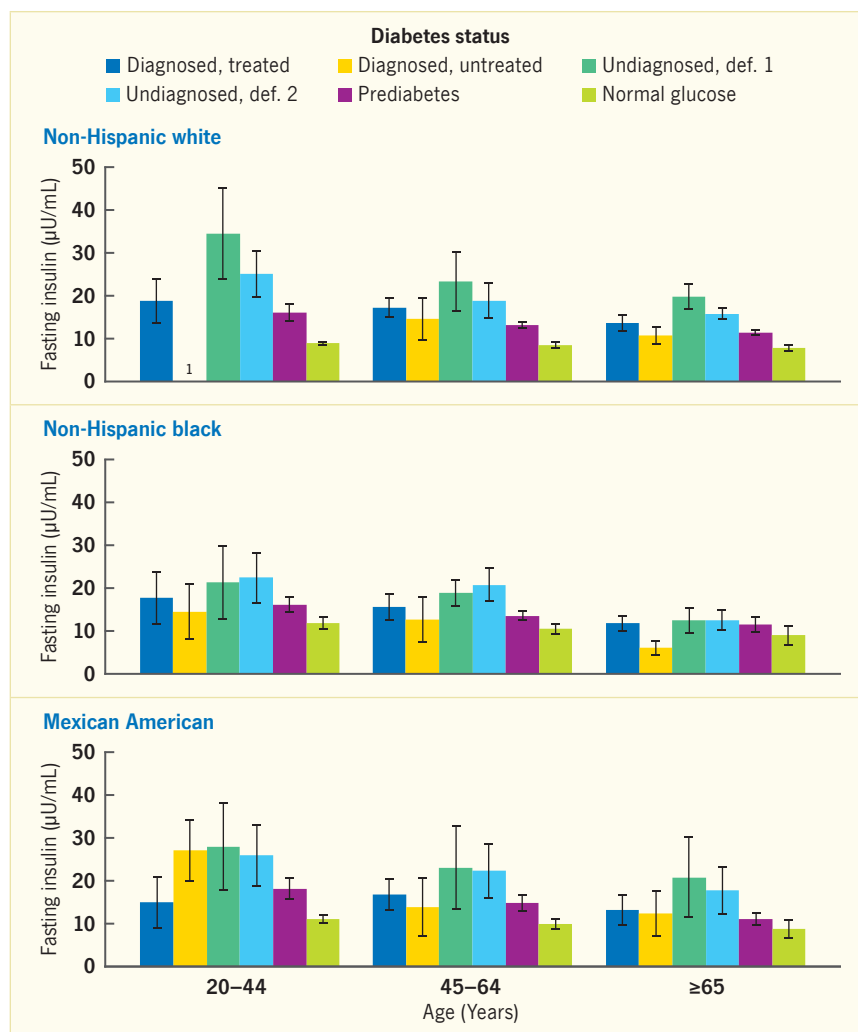 Diabetes status
Diagnosed, treated
Diagnosed, untreated
Undiagnosed, def. 1
Undiagnosed, def. 2
Prediabetes
Normal glucose
Non-Hispanic white
Fasting insulin (µU/mL)
50
40
30
20
10
0
1
Non-Hispanic black
Fasting insulin (µU/mL)
50
40
30
20
10
0
Mexican American
Fasting insulin (µU/mL)
50
40
30
20
10
0
20–44
45–64
≥65
Age (Years)